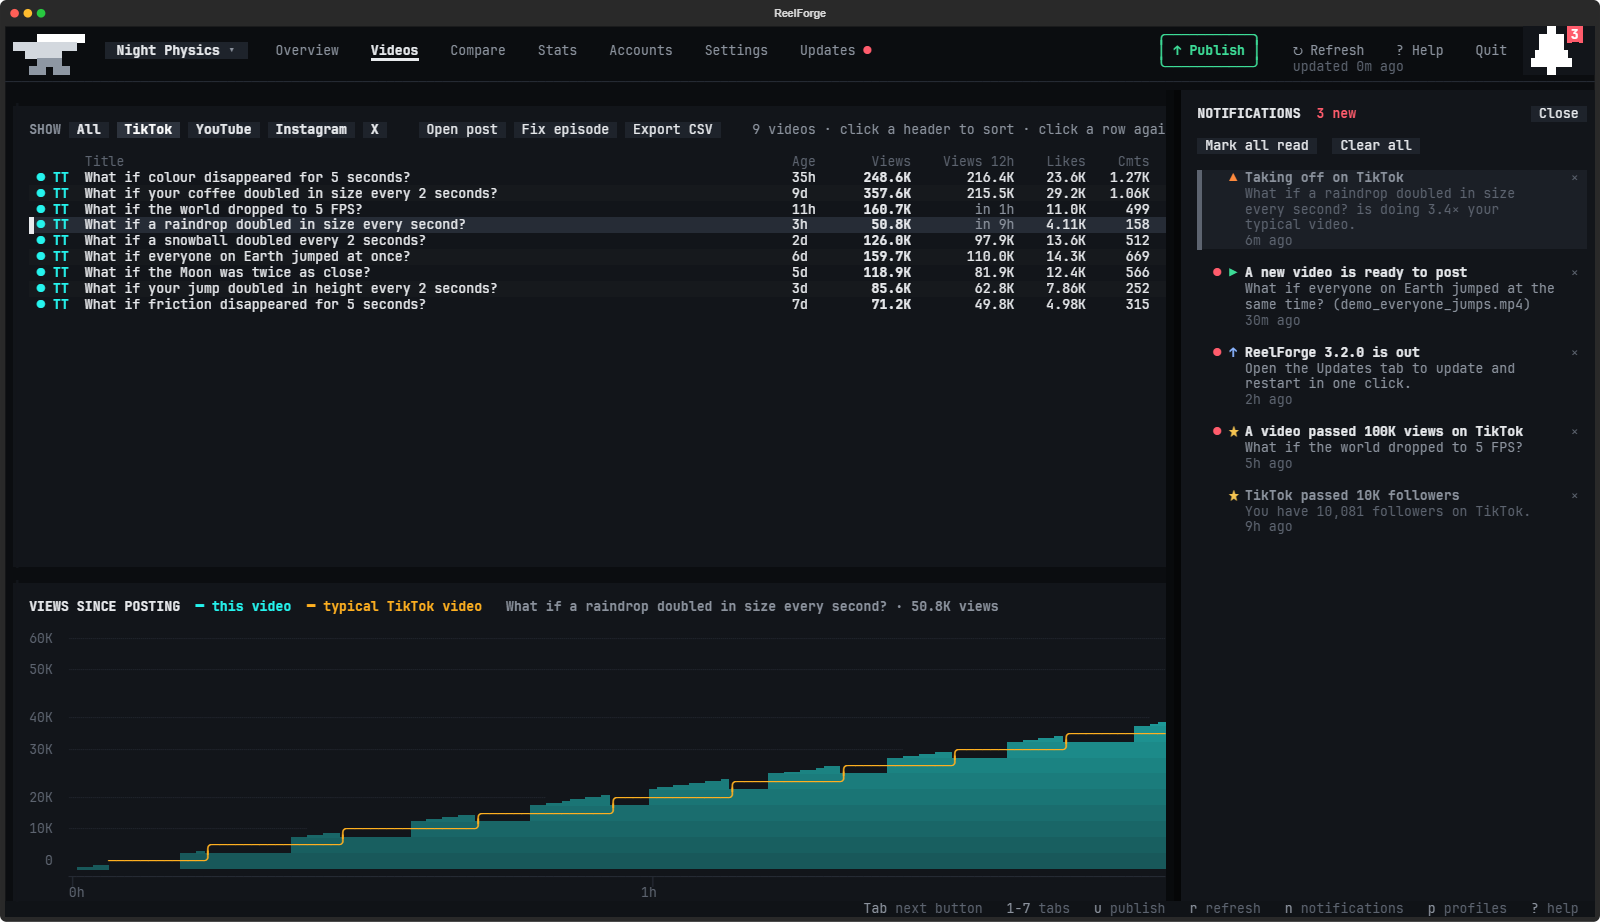 ReelForge
Night Physics ▾ Overview Videos Compare Stats Accounts Settings Updates ● ↑ Publish ↻ Refresh ? Help Quit 3
updated 0m ago
SHOW All TikTok YouTube Instagram X Open post Fix episode Export CSV 9 videos · click a header to sort · click a row agai
Title Age Views Views 12h Likes Cmts
● TT What if colour disappeared for 5 seconds? 35h 248.6K 216.4K 23.6K 1.27K
● TT What if your coffee doubled in size every 2 seconds? 9d 357.6K 215.5K 29.2K 1.06K
● TT What if the world dropped to 5 FPS? 11h 160.7K in 1h 11.0K 499
● TT What if a raindrop doubled in size every second? 3h 50.8K in 9h 4.11K 158
● TT What if a snowball doubled every 2 seconds? 2d 126.0K 97.9K 13.6K 512
● TT What if everyone on Earth jumped at once? 6d 159.7K 110.0K 14.3K 669
● TT What if the Moon was twice as close? 5d 118.9K 81.9K 12.4K 566
● TT What if your jump doubled in height every 2 seconds? 3d 85.6K 62.8K 7.86K 252
● TT What if friction disappeared for 5 seconds? 7d 71.2K 49.8K 4.98K 315
VIEWS SINCE POSTING this video typical TikTok video What if a raindrop doubled in size every second? · 50.8K views
60K
50K
40K
30K
20K
10K
0
0h 1h
NOTIFICATIONS 3 new Close
Mark all read Clear all
▲ Taking off on TikTok ×
What if a raindrop doubled in size
every second? is doing 3.4× your
typical video.
6m ago
● ▶ A new video is ready to post ×
What if everyone on Earth jumped at the
same time? (demo_everyone_jumps.mp4)
30m ago
● ↑ ReelForge 3.2.0 is out ×
Open the Updates tab to update and
restart in one click.
2h ago
● ★ A video passed 100K views on TikTok ×
What if the world dropped to 5 FPS?
5h ago
★ TikTok passed 10K followers ×
You have 10,081 followers on TikTok.
9h ago
Tab next button 1-7 tabs u publish r refresh n notifications p profiles ? help